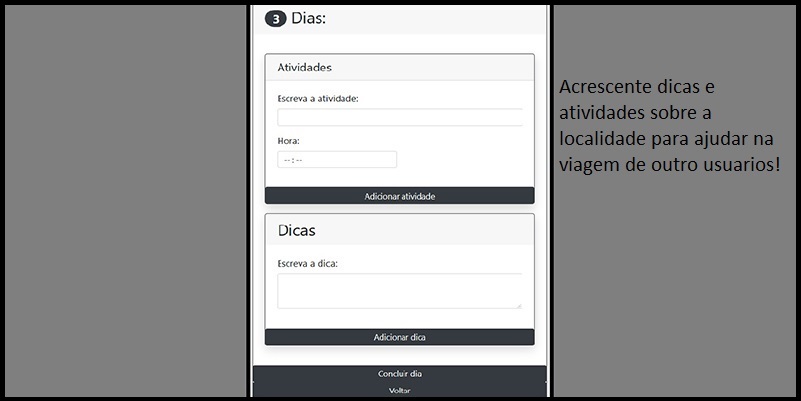 3 Dias:
Atividades
Escreva a atividade:
Hora:
--:--
Adicionar atividade
Dicas
Escreva a dica:
Adicionar dica
Concluir dia
Voltar
Acrescente dicas e
atividades sobre a
localidade para ajudar na
viagem de outro usuarios!